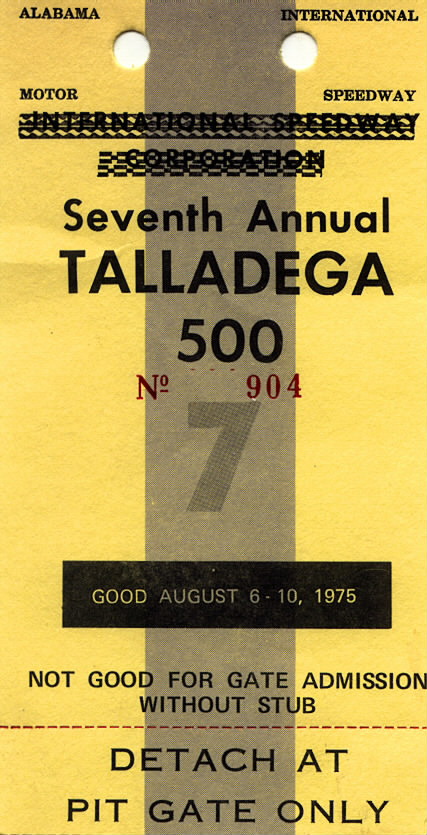 ALABAMA INTERNATIONAL
MOTOR SPEEDWAY
INTERNATIONAL SPEEDWAY
CORPORATION
Seventh Annual
TALLADEGA
500
Nº 904
7
GOOD AUGUST 6-10, 1975
NOT GOOD FOR GATE ADMISSION
WITHOUT STUB
DETACH AT
PIT GATE ONLY